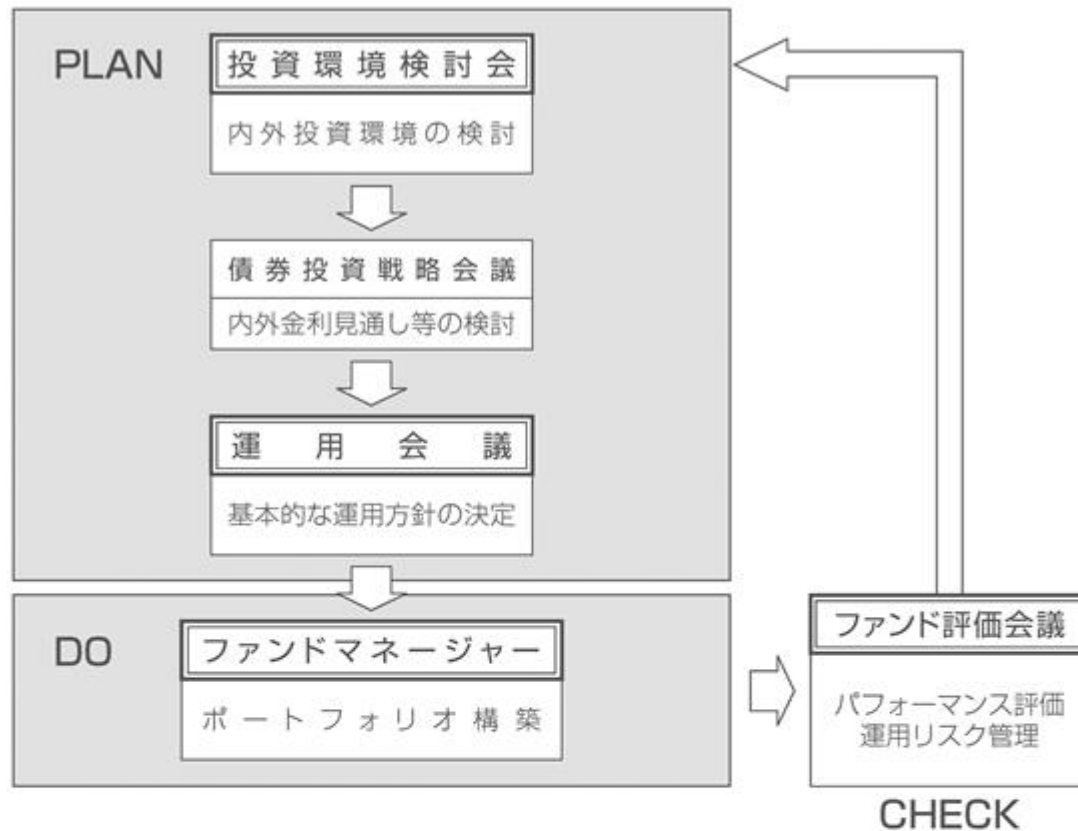 PLAN
投資環境検討会
内外投資環境の検討
債券投資戦略会議
内外金利見通し等の検討
運用会議
基本的な運用方針の決定
DO
ファンドマネージャー
ポートフォリオ構築
ファンド評価会議
パフォーマンス評価
運用リスク管理
CHECK